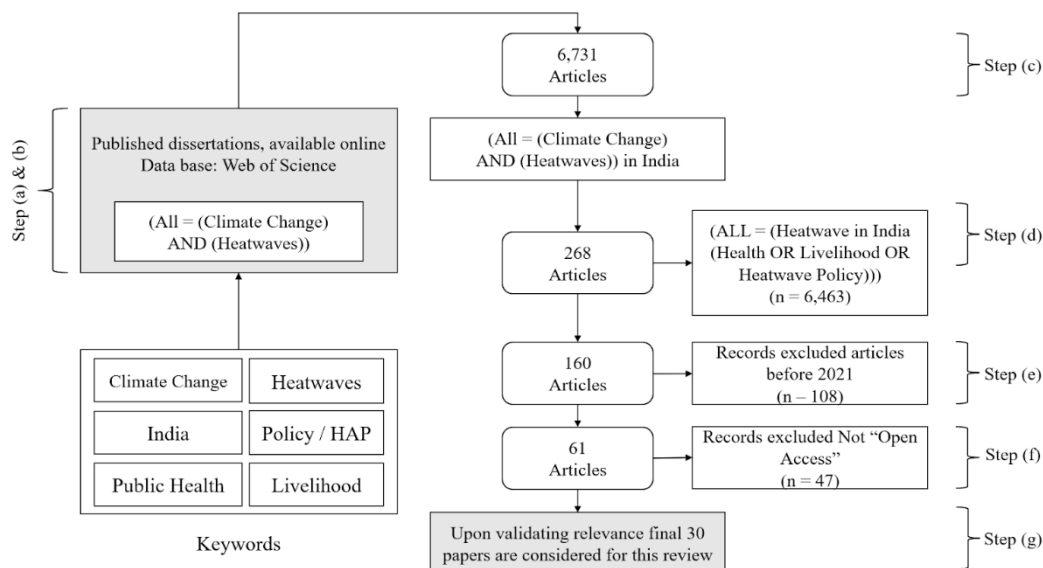 Step (a) & (b)
Published dissertations, available online
Data base: Web of Science
(All = (Climate Change)
AND (Heatwaves))
Climate Change
Heatwaves
India
Policy / HAP
Public Health
Livelihood
Keywords
6,731
Articles
Step (c)
(All = (Climate Change)
AND (Heatwaves)) in India
268
Articles
(ALL = (Heatwave in India
(Health OR Livelihood OR
Heatwave Policy)))
(n = 6,463)
Step (d)
160
Articles
Records excluded articles
before 2021
(n – 108)
Step (e)
61
Articles
Records excluded Not “Open
Access”
(n = 47)
Step (f)
Upon validating relevance final 30
papers are considered for this review
Step (g)